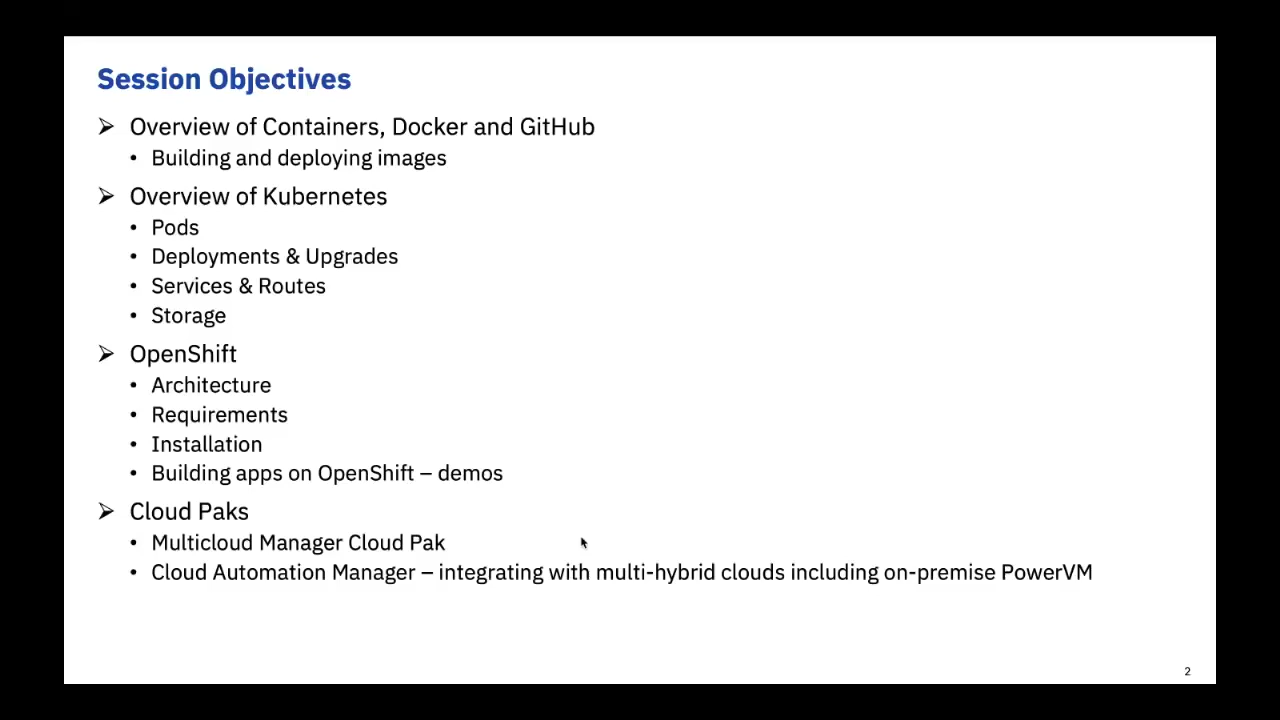 Session Objectives
➢ Overview of Containers, Docker and GitHub
• Building and deploying images
➢ Overview of Kubernetes
• Pods
• Deployments & Upgrades
• Services & Routes
• Storage
➢ OpenShift
• Architecture
• Requirements
• Installation
• Building apps on OpenShift – demos
➢ Cloud Paks
• Multicloud Manager Cloud Pak
• Cloud Automation Manager – integrating with multi-hybrid clouds including on-premise PowerVM
2